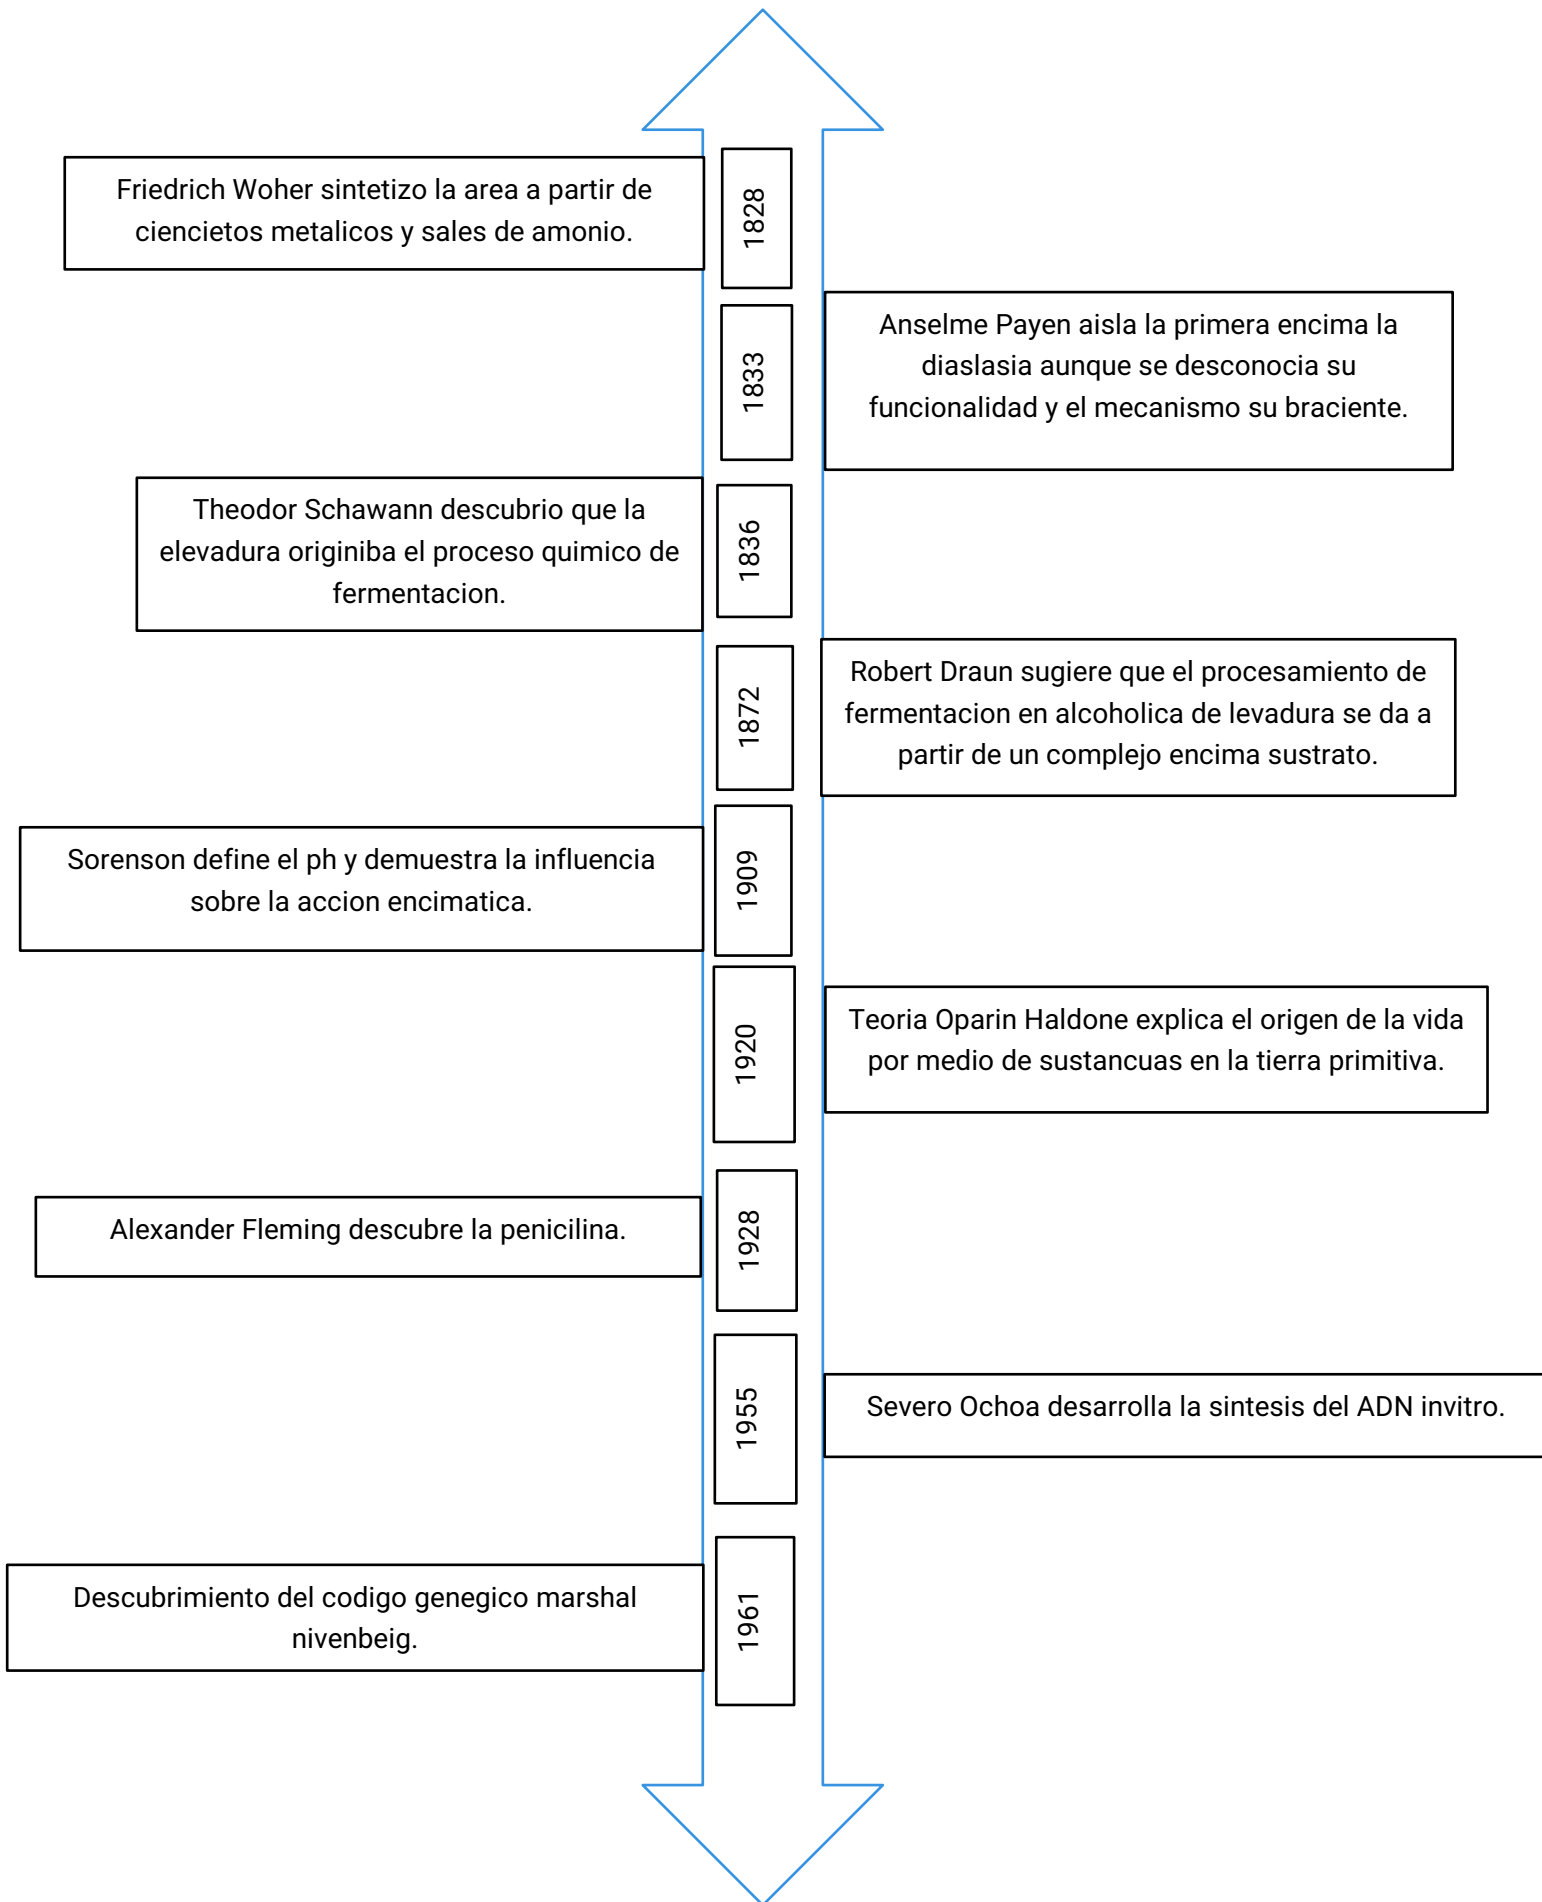 Friedrich Woher sintetizo la area a partir de
ciencietos metalicos y sales de amonio.
1828
Anselme Payen aisla la primera encima la
diaslasia aunque se desconocia su
funcionalidad y el mecanismo su braciente.
1833
Theodor Schawann descubrio que la
elevadura originiba el proceso quimico de
fermentacion.
1836
Robert Draun sugiere que el procesamiento de
fermentacion en alcoholica de levadura se da a
partir de un complejo encima sustrato.
1872
Sorenson define el ph y demuestra la influencia
sobre la accion encimatica.
1909
Teoria Oparin Haldone explica el origen de la vida
por medio de sustancuas en la tierra primitiva.
1920
Alexander Fleming descubre la penicilina.
1928
Severo Ochoa desarrolla la sintesis del ADN invitro.
1955
Descubrimiento del codigo genegico marshal
nivenbeig.
1961